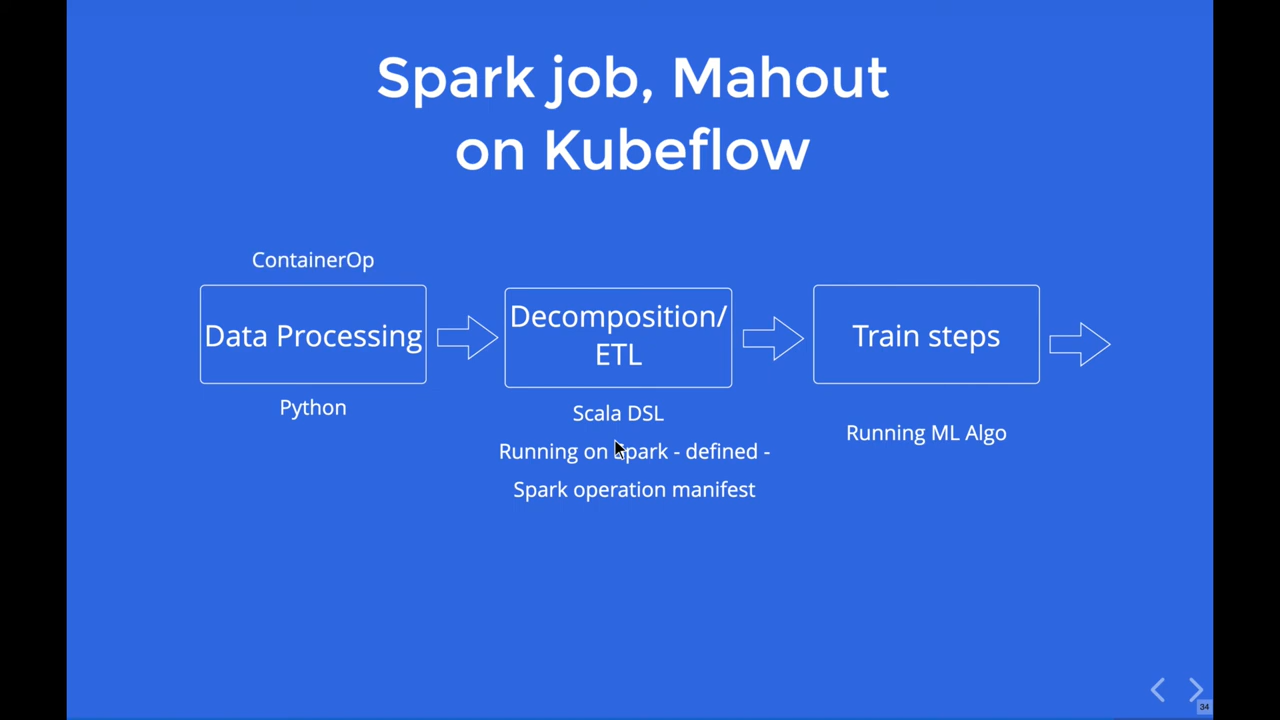 Spark job, Mahout
on Kubeflow
ContainerOp
Data Processing
Python
Decomposition/
ETL
Scala DSL
Running on spark - defined -
Spark operation manifest
Train steps
Running ML Algo
34